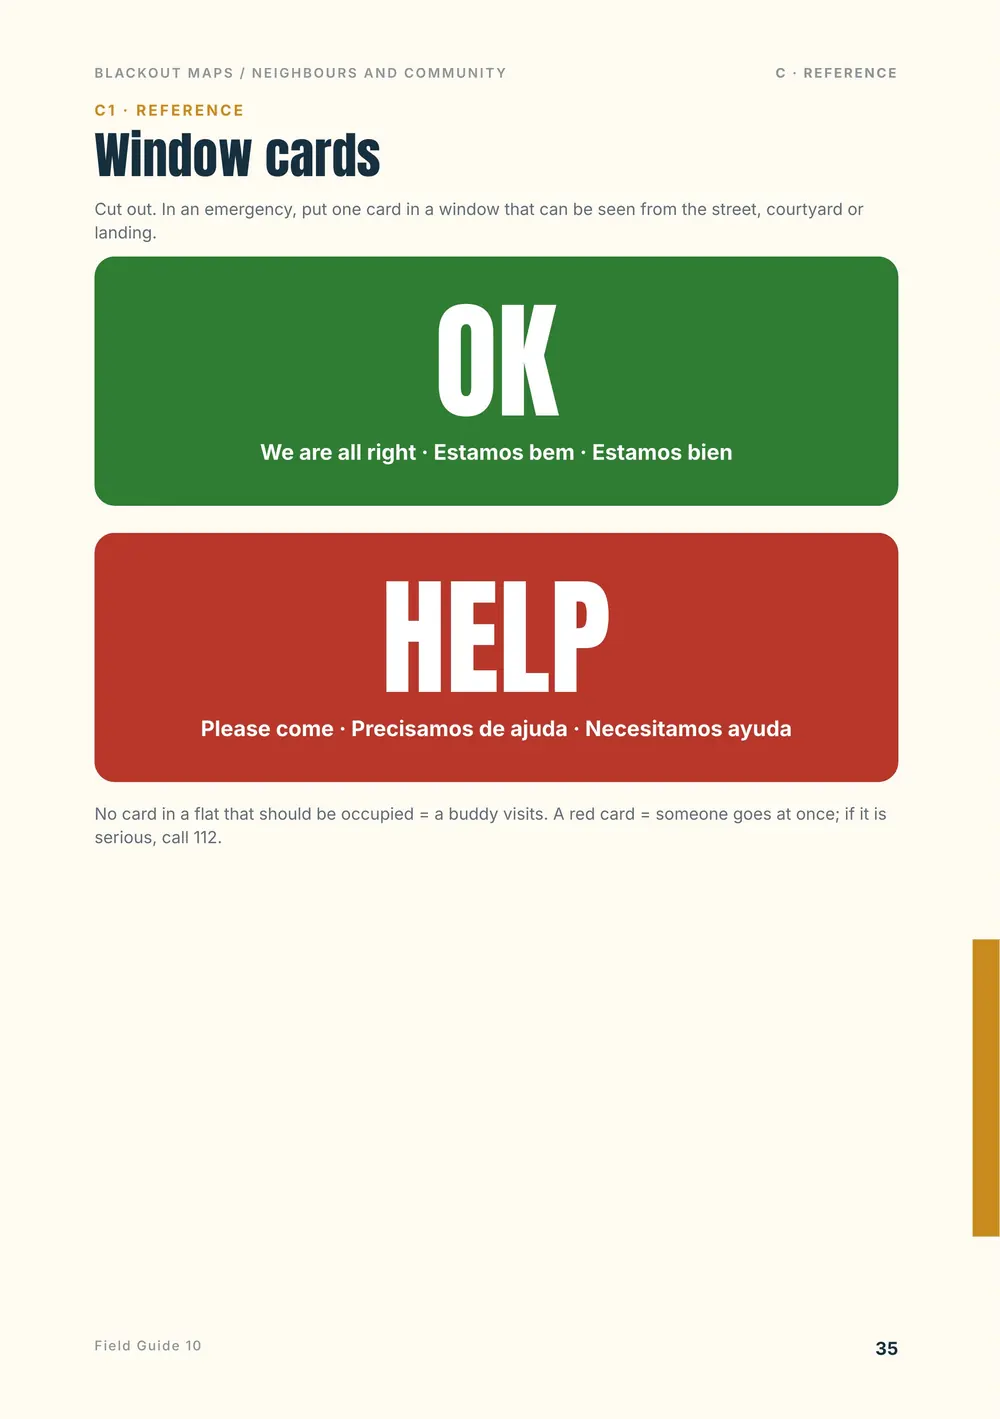 BLACKOUT MAPS / NEIGHBOURS AND COMMUNITY
C · REFERENCE
C1 · REFERENCE
Window cards
Cut out. In an emergency, put one card in a window that can be seen from the street, courtyard or
landing.
OK
We are all right · Estamos bem · Estamos bien
HELP
Please come · Precisamos de ajuda · Necesitamos ayuda
No card in a flat that should be occupied = a buddy visits. A red card = someone goes at once; if it is
serious, call 112.
Field Guide 10
35